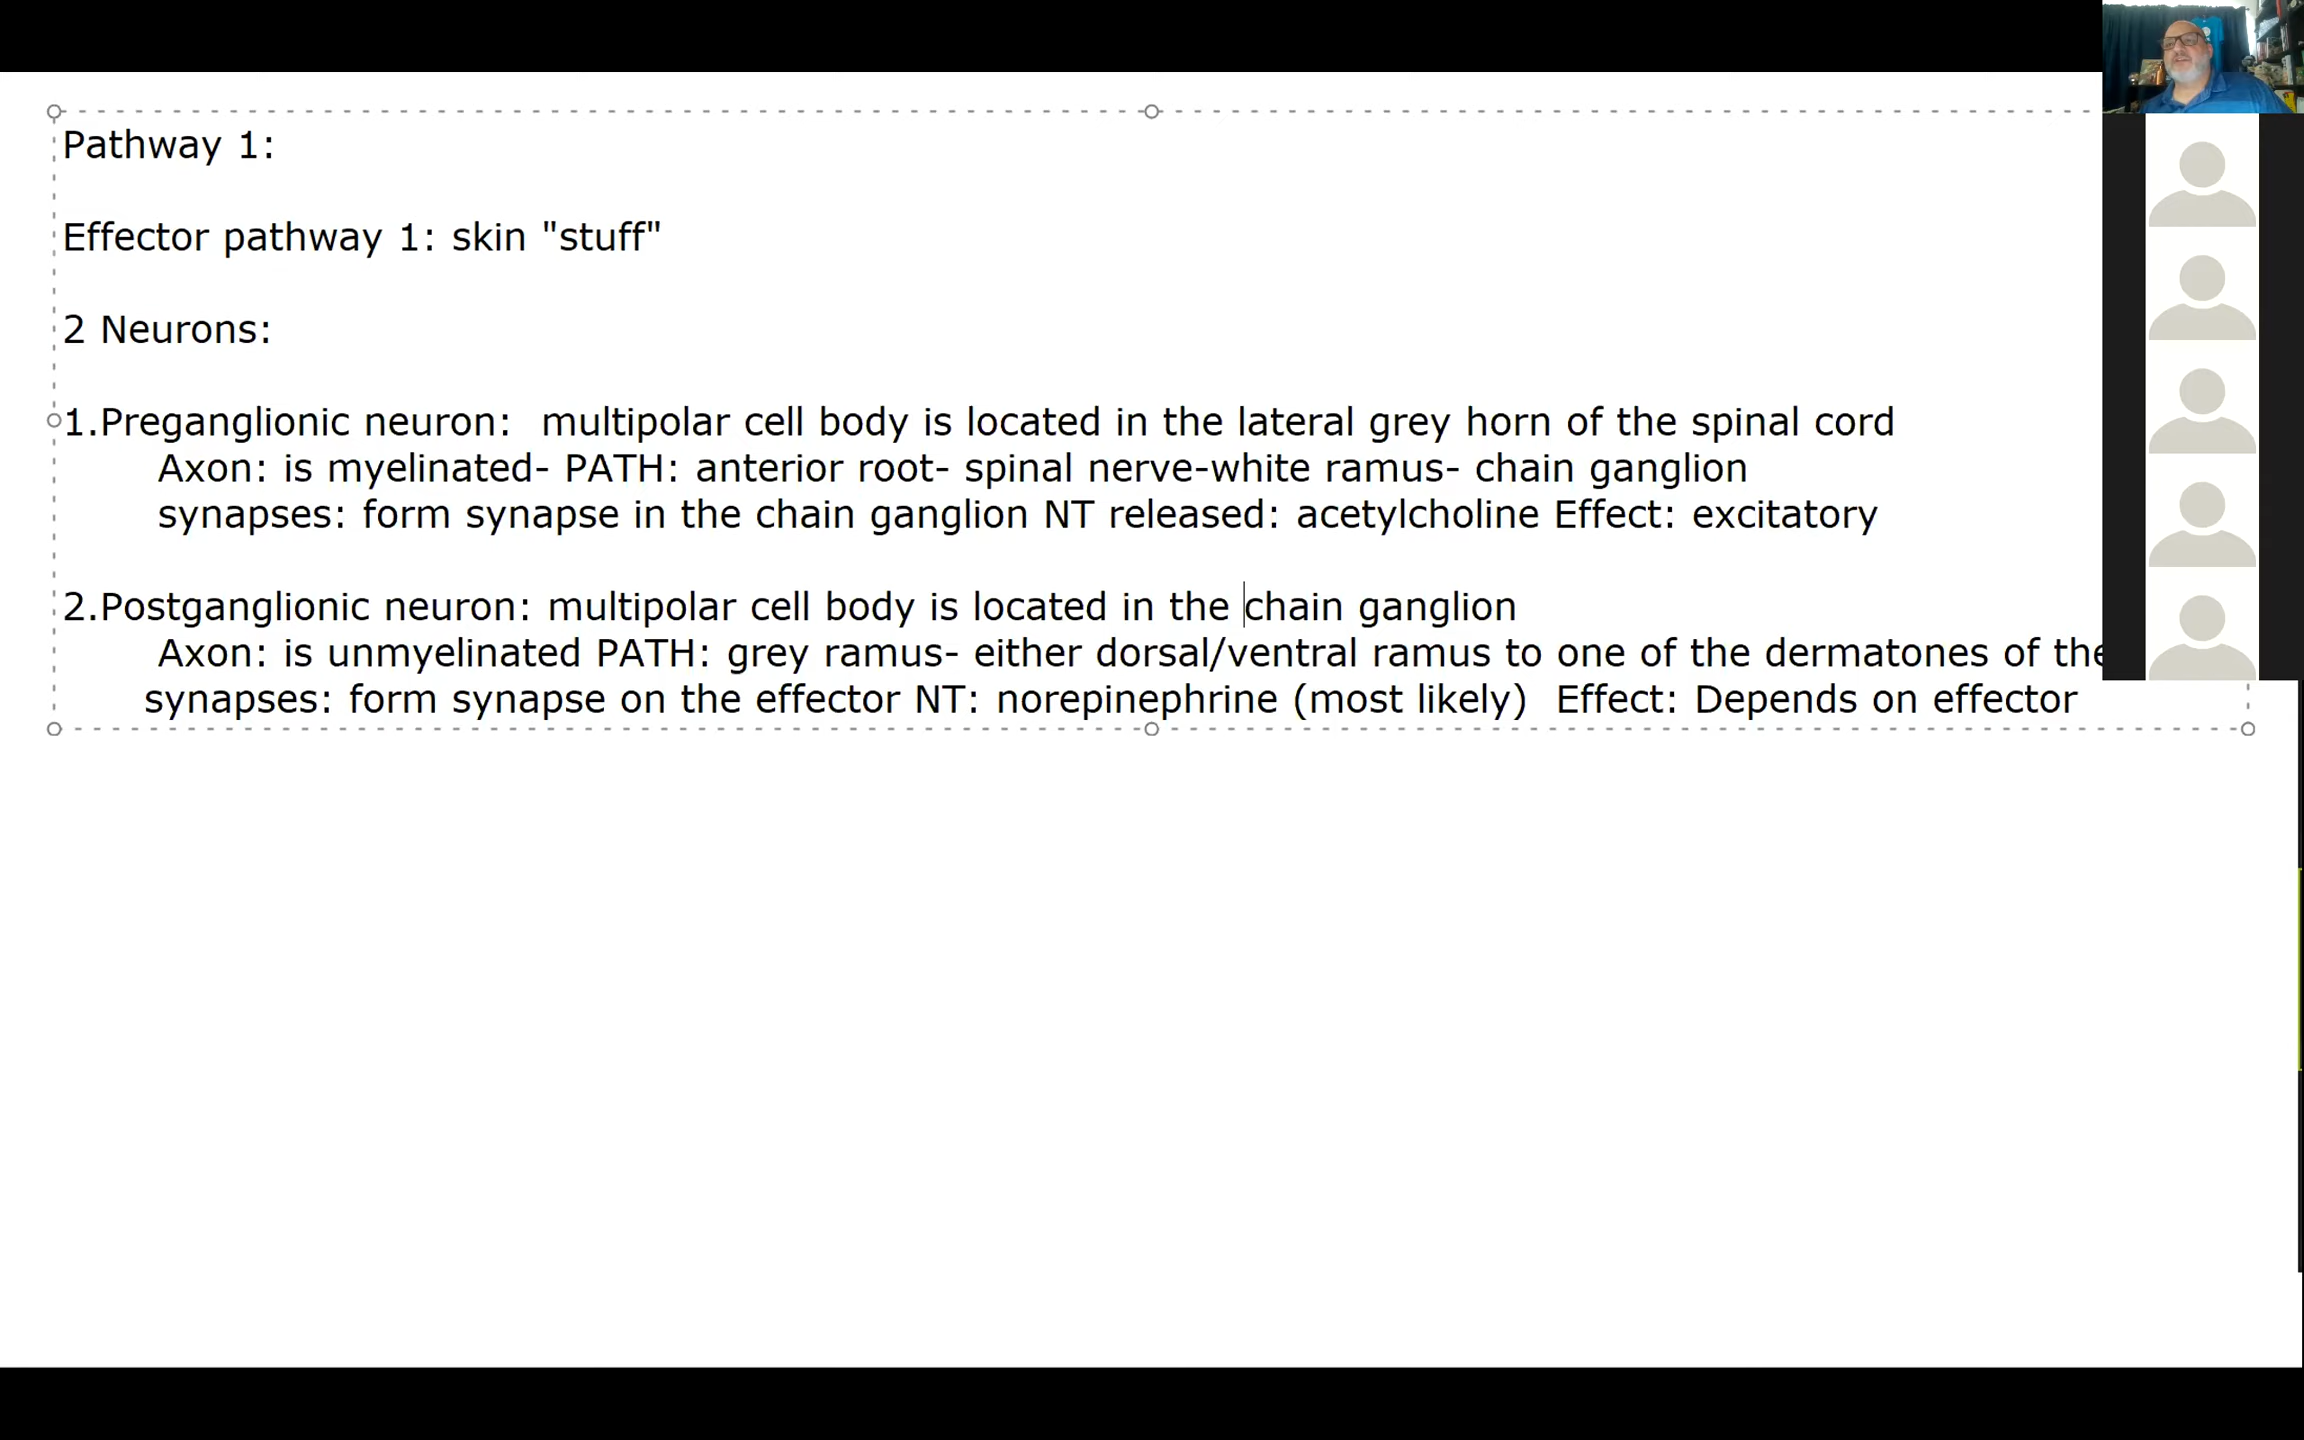 Pathway 1:
Effector pathway 1: skin "stuff"
2 Neurons:
1.Preganglionic neuron:  multipolar cell body is located in the lateral grey horn of the spinal cord
Axon: is myelinated- PATH: anterior root- spinal nerve-white ramus- chain ganglion
synapses: form synapse in the chain ganglion NT released: acetylcholine Effect: excitatory
2.Postganglionic neuron: multipolar cell body is located in the chain ganglion
Axon: is unmyelinated PATH: grey ramus- either dorsal/ventral ramus to one of the dermatones of the
synapses: form synapse on the effector NT: norepinephrine (most likely)  Effect: Depends on effector